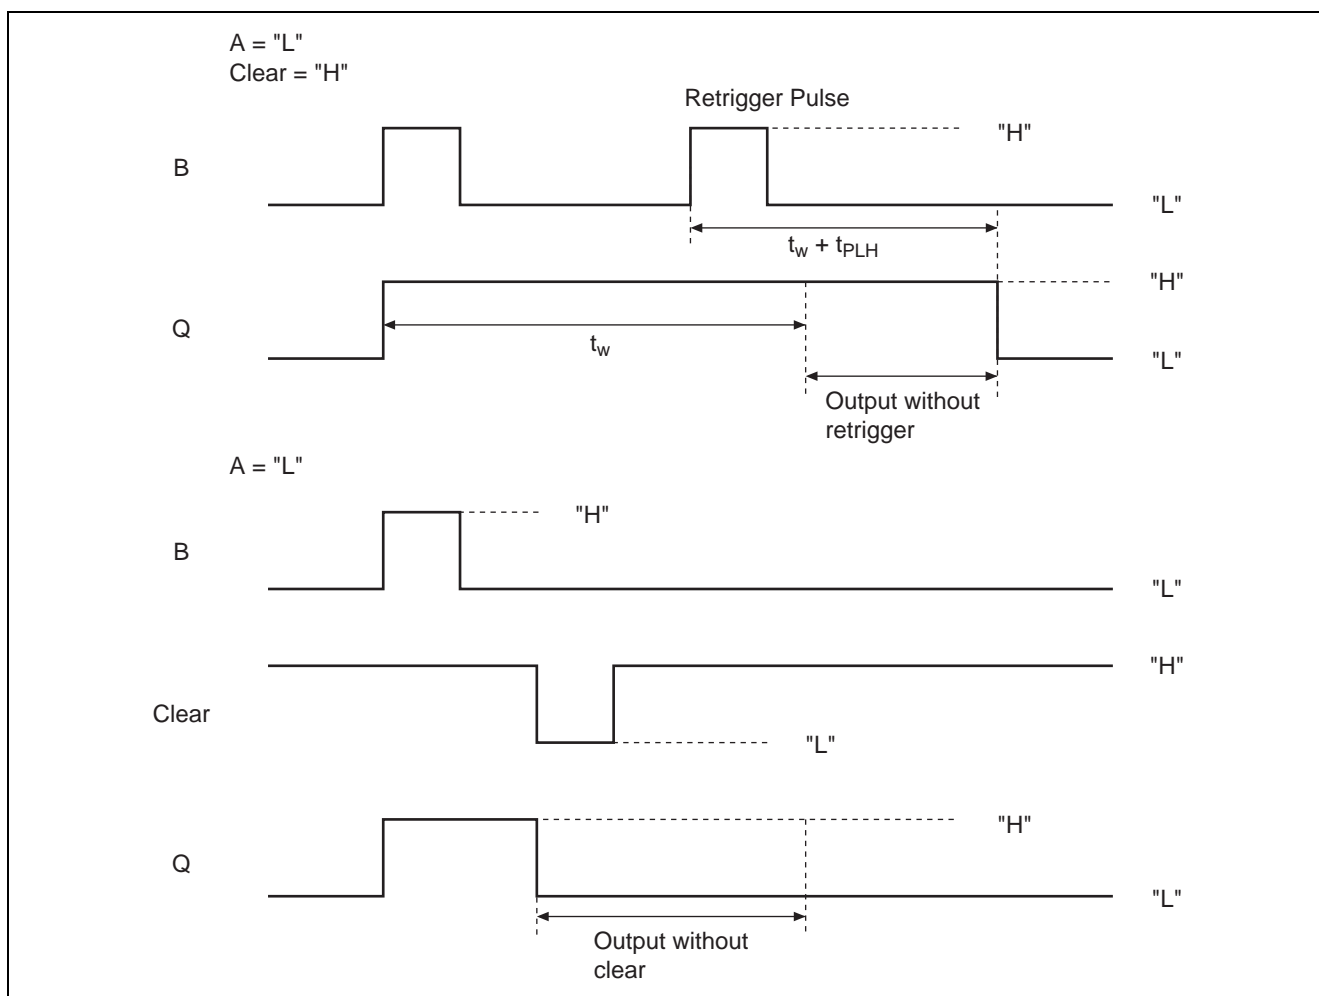 A = "L"
Clear = "H"
Retrigger Pulse
"H"
B
"L"
tw + tPLH
"H"
Q
tw
"L"
Output without
retrigger
A = "L"
"H"
B
"L"
"H"
Clear
"L"
"H"
Q
"L"
Output without
clear